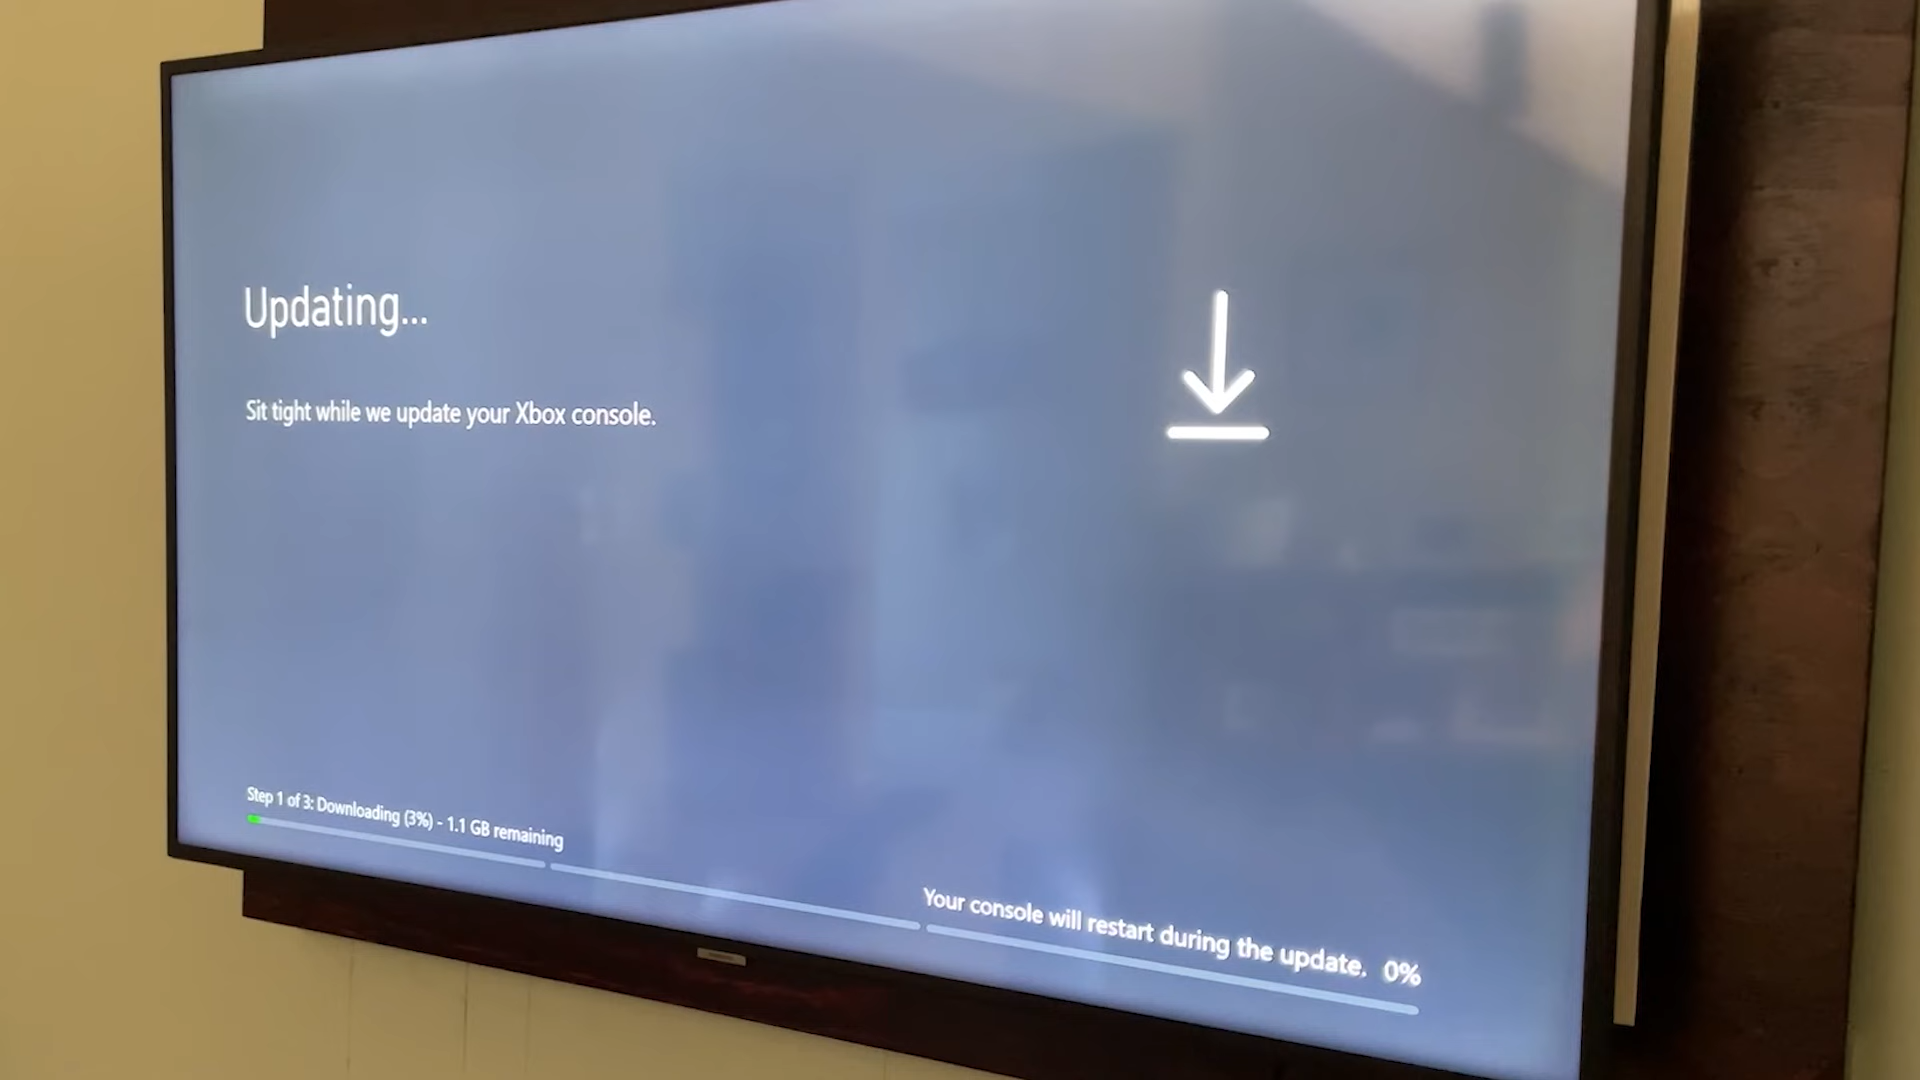 Updating...
Sit tight while we update your Xbox console.
Step 1 of 3: Downloading (3%) - 1.1 GB remaining
Your console will restart during the update. 0%